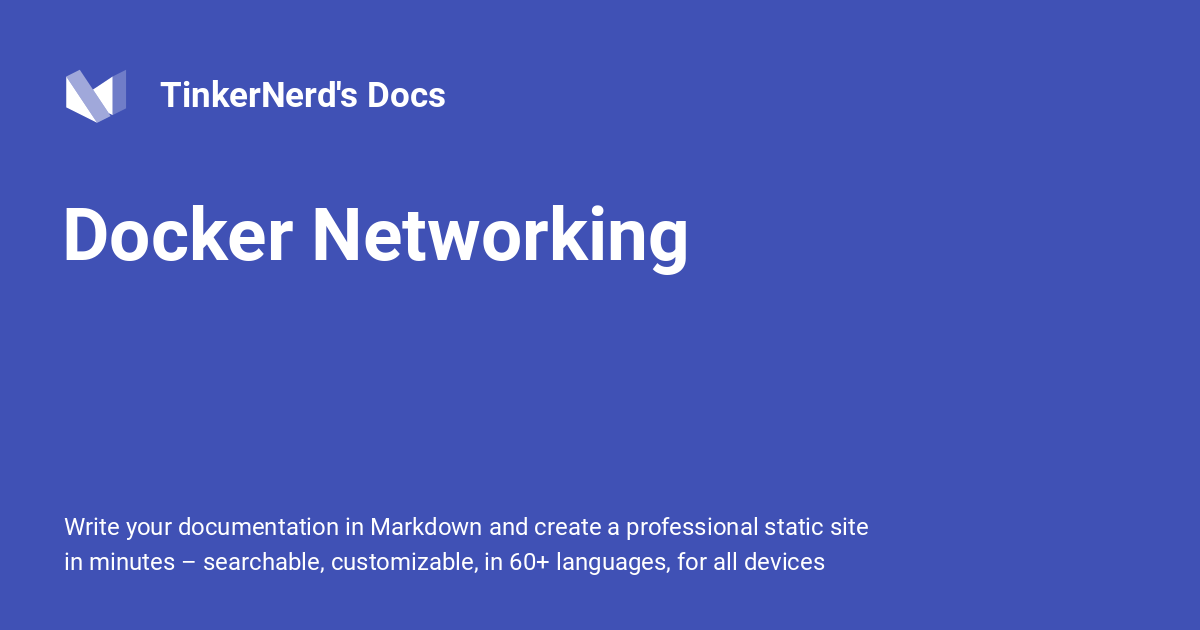 TinkerNerd's Docs
Docker Networking
Write your documentation in Markdown and create a professional static site
in minutes – searchable, customizable, in 60+ languages, for all devices